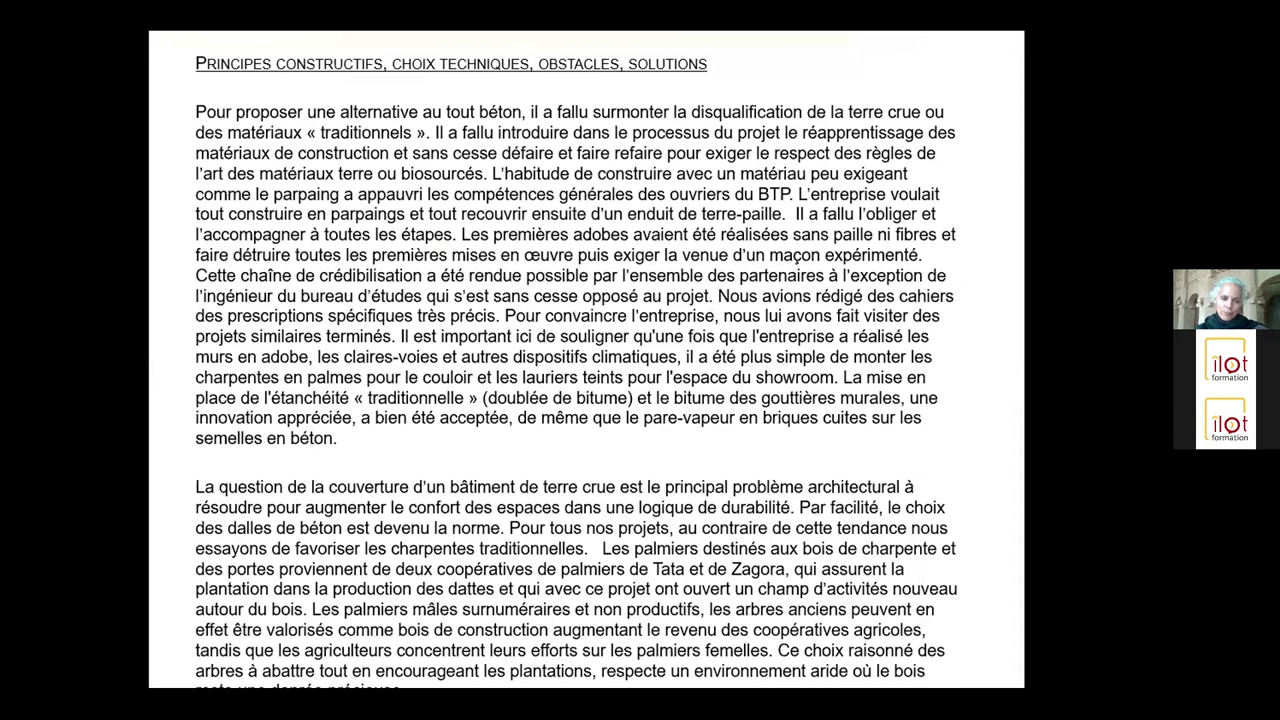 PRINCIPES CONSTRUCTIFS, CHOIX TECHNIQUES, OBSTACLES, SOLUTIONS
Pour proposer une alternative au tout béton, il a fallu surmonter la disqualification de la terre crue ou
des matériaux « traditionnels ». Il a fallu introduire dans le processus du projet le réapprentissage des
matériaux de construction et sans cesse défaire et faire refaire pour exiger le respect des règles de
l'art des matériaux terre ou biosourcés. L'habitude de construire avec un matériau peu exigeant
comme le parpaing a appauvri les compétences générales des ouvriers du BTP. L'entreprise voulait
tout construire en parpaings et tout recouvrir ensuite d'un enduit de terre-paille.  Il a fallu l'obliger et
l'accompagner à toutes les étapes. Les premières adobes avaient été réalisées sans paille ni fibres et
faire détruire toutes les premières mises en œuvre puis exiger la venue d'un maçon expérimenté.
Cette chaîne de crédibilisation a été rendue possible par l'ensemble des partenaires à l'exception de
l'ingénieur du bureau d'études qui s'est sans cesse opposé au projet. Nous avions rédigé des cahiers
des prescriptions spécifiques très précis. Pour convaincre l'entreprise, nous lui avons fait visiter des
projets similaires terminés. Il est important ici de souligner qu'une fois que l'entreprise a réalisé les
murs en adobe, les claires-voies et autres dispositifs climatiques, il a été plus simple de monter les
charpentes en palmes pour le couloir et les lauriers teints pour l'espace du showroom. La mise en
place de l'étanchéité « traditionnelle » (doublée de bitume) et le bitume des gouttières murales, une
innovation appréciée, a bien été acceptée, de même que le pare-vapeur en briques cuites sur les
semelles en béton.
La question de la couverture d'un bâtiment de terre crue est le principal problème architectural à
résoudre pour augmenter le confort des espaces dans une logique de durabilité. Par facilité, le choix
des dalles de béton est devenu la norme. Pour tous nos projets, au contraire de cette tendance nous
essayons de favoriser les charpentes traditionnelles.   Les palmiers destinés aux bois de charpente et
des portes proviennent de deux coopératives de palmiers de Tata et de Zagora, qui assurent la
plantation dans la production des dattes et qui avec ce projet ont ouvert un champ d'activités nouveau
autour du bois. Les palmiers mâles surnuméraires et non productifs, les arbres anciens peuvent en
effet être valorisés comme bois de construction augmentant le revenu des coopératives agricoles,
tandis que les agriculteurs concentrent leurs efforts sur les palmiers femelles. Ce choix raisonné des
arbres à abattre tout en encourageant les plantations, respecte un environnement aride où le bois
îlot
formation
îlot
formation